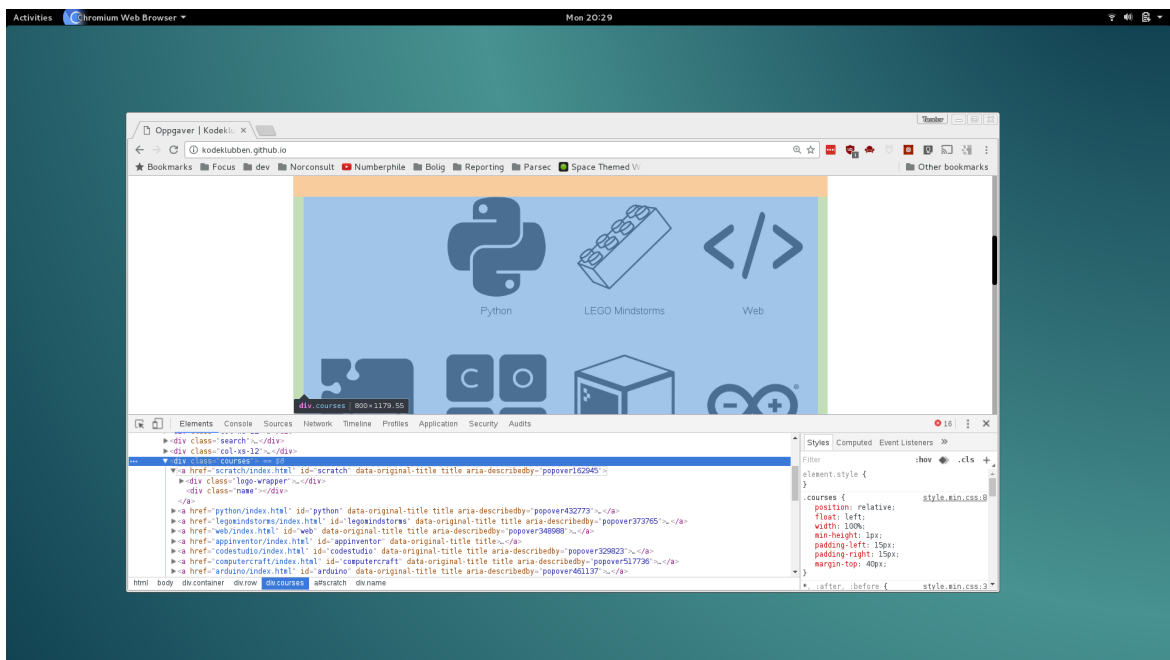 Activities Chromium Web Browser Mon 20:29
Oppgaver | Kodeklu
kodeklubben.github.io
Bookmarks Focus dev Norconsult Numberphile Bolig Reporting Parsec Space Themed W Other bookmarks
Python LEGO Mindstorms Web
C O
div.courses | 800×1179.55
Elements Console Sources Network Timeline Profiles Application Security Audits 16
<div class="search">…</div>
<div class="col-xs-12">…</div>
<div class="courses"> == $0
<a href="scratch/index.html" id="scratch" data-original-title title aria-describedby="popover162945">
<div class="logo-wrapper">…</div>
<div class="name"></div>
</a>
<a href="python/index.html" id="python" data-original-title title aria-describedby="popover432773">…</a>
<a href="legomindstorms/index.html" id="legomindstorms" data-original-title title aria-describedby="popover373765">…</a>
<a href="web/index.html" id="web" data-original-title title aria-describedby="popover348988">…</a>
<a href="appinventor/index.html" id="appinventor" data-original-title title>…</a>
<a href="codestudio/index.html" id="codestudio" data-original-title title aria-describedby="popover329823">…</a>
<a href="computercraft/index.html" id="computercraft" data-original-title title aria-describedby="popover517736">…</a>
<a href="arduino/index.html" id="arduino" data-original-title title aria-describedby="popover461137">…</a>
html body div.container div.row div.courses a#scratch div.name
Styles Computed Event Listeners »
Filter :hov .cls +
element.style {
}
.courses { style.min.css:8
position: relative;
float: left;
width: 100%;
min-height: 1px;
padding-left: 15px;
padding-right: 15px;
margin-top: 40px;
}
*, :after, :before { style.min.css:3